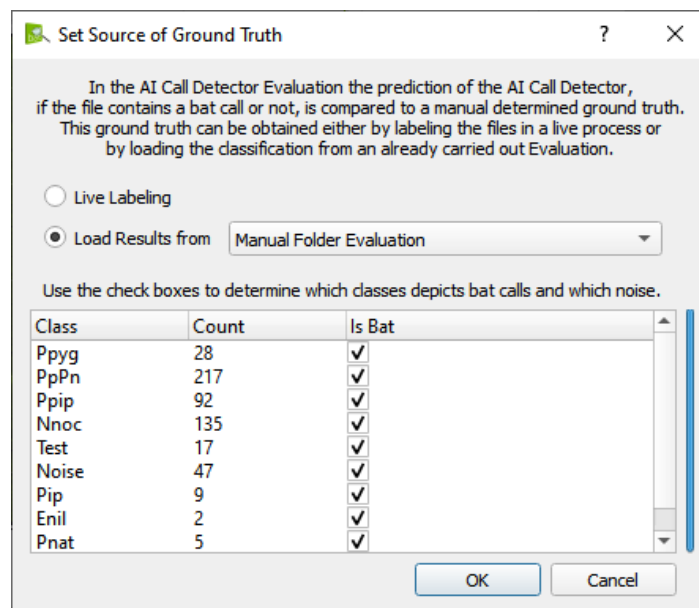 Set Source of Ground Truth
In the AI Call Detector Evaluation the prediction of the AI Call Detector,
if the file contains a bat call or not, is compared to a manual determined ground truth.
This ground truth can be obtained either by labeling the files in a live process or
by loading the classification from an already carried out Evaluation.
Live Labeling
Load Results from Manual Folder Evaluation
Use the check boxes to determine which classes depicts bat calls and which noise.
Class Count Is Bat
Ppyg 28
PpPn 217
Ppip 92
Nnoc 135
Test 17
Noise 47
Pip 9
Enil 2
Pnat 5
OK Cancel